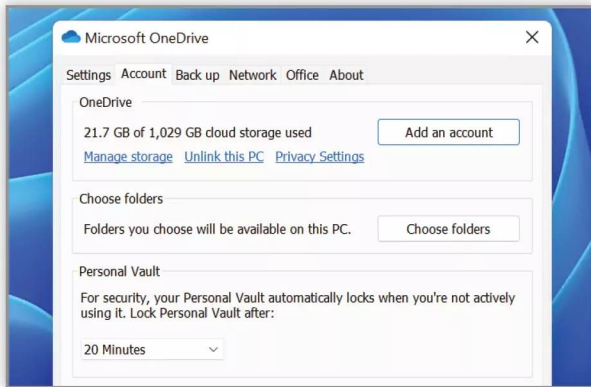 Microsoft OneDrive
Settings Account Back up Network Office About
OneDrive
21.7 GB of 1,029 GB cloud storage used
Add an account
Manage storage Unlink this PC Privacy Settings
Choose folders
Folders you choose will be available on this PC.
Choose folders
Personal Vault
For security, your Personal Vault automatically locks when you're not actively
using it. Lock Personal Vault after:
20 Minutes